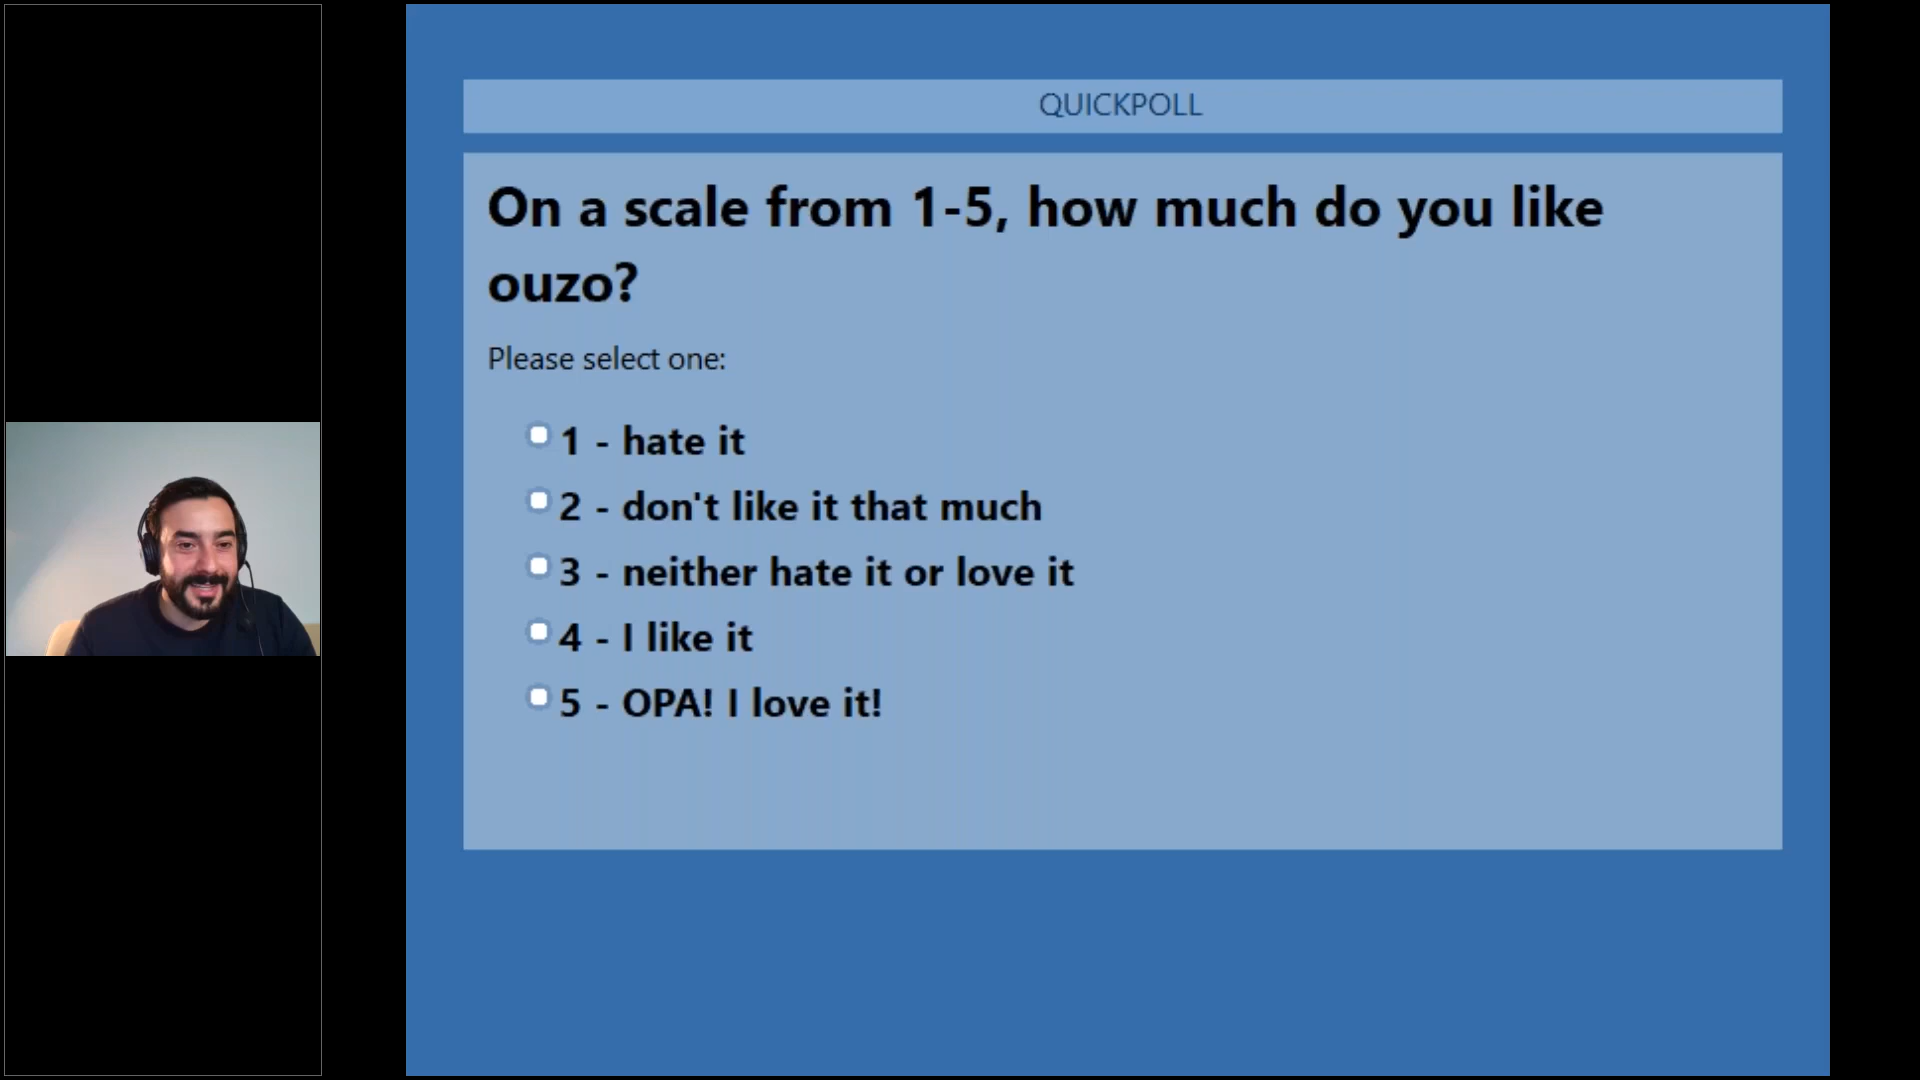 QUICKPOLL
On a scale from 1-5, how much do you like
ouzo?
Please select one:
1 - hate it
2 - don't like it that much
3 - neither hate it or love it
4 - I like it
5 - OPA! I love it!